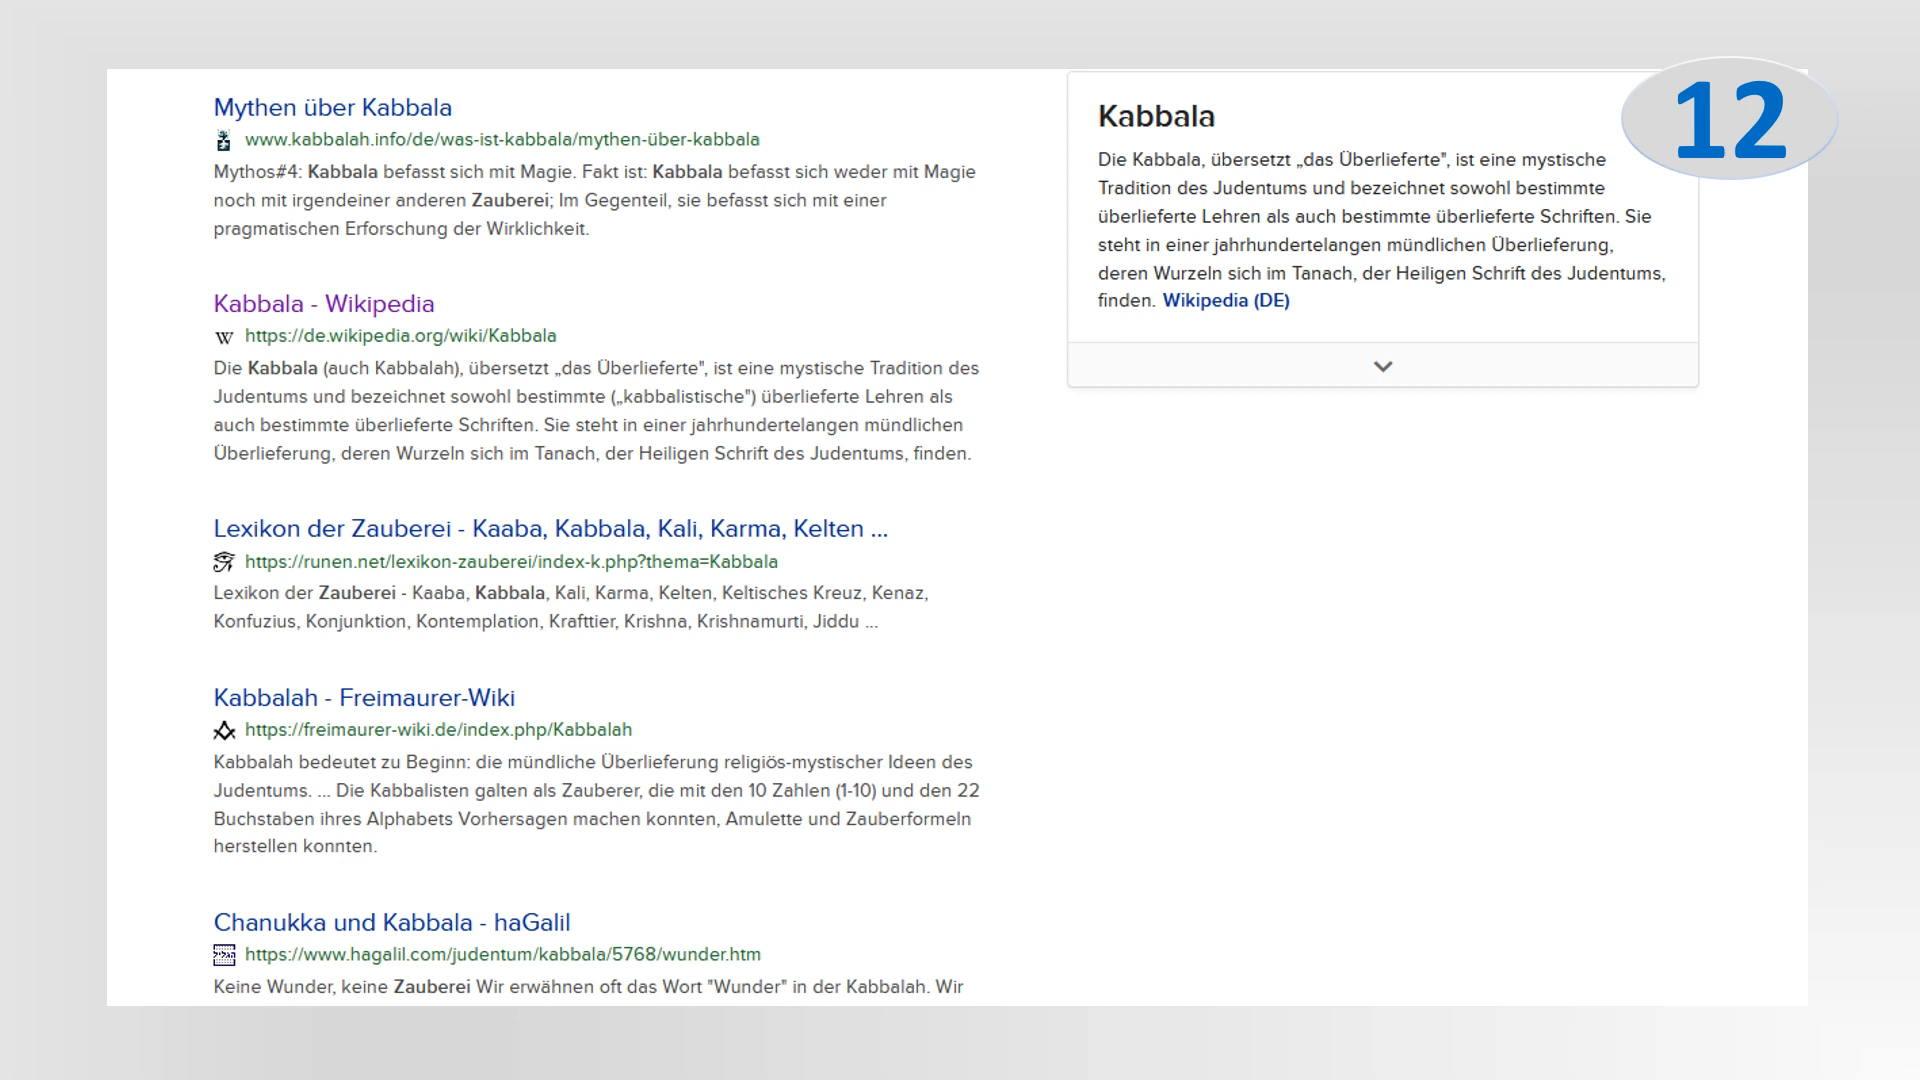 Mythen über Kabbala
www.kabbalah.info/de/was-ist-kabbala/mythen-über-kabbala
Mythos#4: Kabbala befasst sich mit Magie. Fakt ist: Kabbala befasst sich weder mit Magie
noch mit irgendeiner anderen Zauberei; Im Gegenteil, sie befasst sich mit einer
pragmatischen Erforschung der Wirklichkeit.
Kabbala - Wikipedia
W https://de.wikipedia.org/wiki/Kabbala
Die Kabbala (auch Kabbalah), übersetzt „das Überlieferte", ist eine mystische Tradition des
Judentums und bezeichnet sowohl bestimmte („kabbalistische") überlieferte Lehren als
auch bestimmte überlieferte Schriften. Sie steht in einer jahrhundertelangen mündlichen
Überlieferung, deren Wurzeln sich im Tanach, der Heiligen Schrift des Judentums, finden.
Lexikon der Zauberei - Kaaba, Kabbala, Kali, Karma, Kelten ...
https://runen.net/lexikon-zauberei/index-k.php?thema=Kabbala
Lexikon der Zauberei - Kaaba, Kabbala, Kali, Karma, Kelten, Keltisches Kreuz, Kenaz,
Konfuzius, Konjunktion, Kontemplation, Krafttier, Krishna, Krishnamurti, Jiddu ...
Kabbalah - Freimaurer-Wiki
https://freimaurer-wiki.de/index.php/Kabbalah
Kabbalah bedeutet zu Beginn: die mündliche Überlieferung religiös-mystischer Ideen des
Judentums. ... Die Kabbalisten galten als Zauberer, die mit den 10 Zahlen (1-10) und den 22
Buchstaben ihres Alphabets Vorhersagen machen konnten, Amulette und Zauberformeln
herstellen konnten.
Chanukka und Kabbala - haGalil
https://www.hagalil.com/judentum/kabbala/5768/wunder.htm
Keine Wunder, keine Zauberei Wir erwähnen oft das Wort "Wunder" in der Kabbalah. Wir
Kabbala
Die Kabbala, übersetzt „das Überlieferte", ist eine mystische
Tradition des Judentums und bezeichnet sowohl bestimmte
überlieferte Lehren als auch bestimmte überlieferte Schriften. Sie
steht in einer jahrhundertelangen mündlichen Überlieferung,
deren Wurzeln sich im Tanach, der Heiligen Schrift des Judentums,
finden. Wikipedia (DE)
12